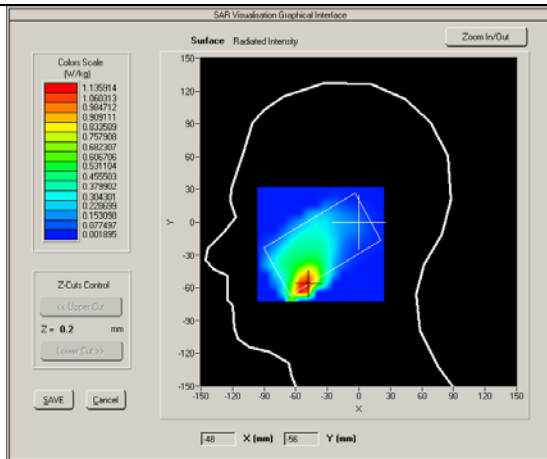 SAR Visualisation Graphical Interface
Surface Radiated Intensity
Zoom In/Out
Colors Scale
(W/kg)
1.135914
1.060313
0.984712
0.909111
0.833509
0.757908
0.682307
0.606706
0.531104
0.455503
0.379902
0.304301
0.228699
0.153098
0.077497
0.001895
Z-Cuts Control
<< Upper Cut
Z = 0.2 mm
Lower Cut >>
SAVE Cancel
150
120
90
60
30
0
-30
-60
-90
-120
-150
Y
-150 -120 -90 -60 -30 0 30 60 90 120 150
X
-48 X (mm) -56 Y (mm)